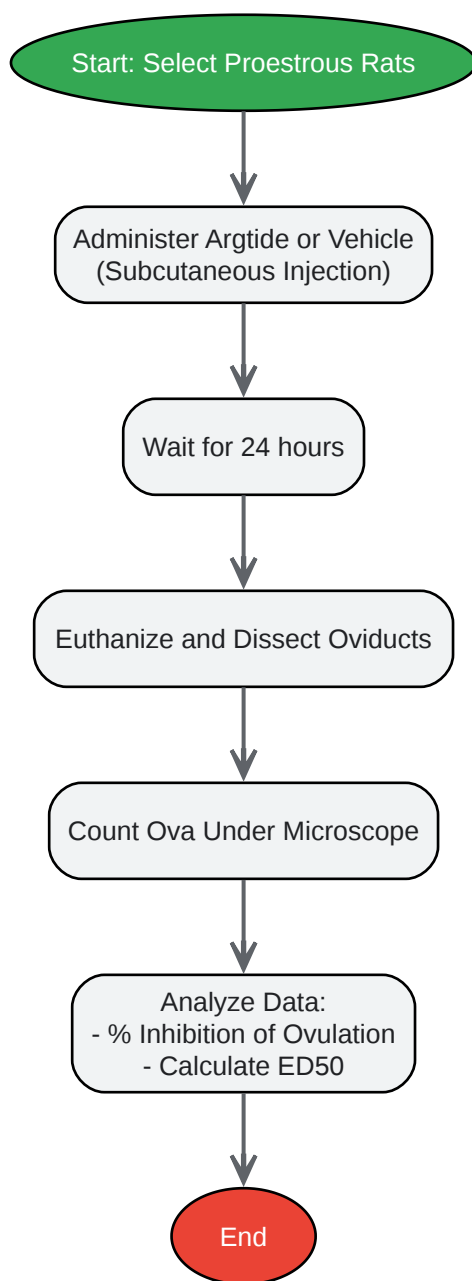 Start: Select Proestrous Rats
Administer Argtide or Vehicle
(Subcutaneous Injection)
Wait for 24 hours
Euthanize and Dissect Oviducts
Count Ova Under Microscope
Analyze Data:
- % Inhibition of Ovulation
- Calculate ED50
End